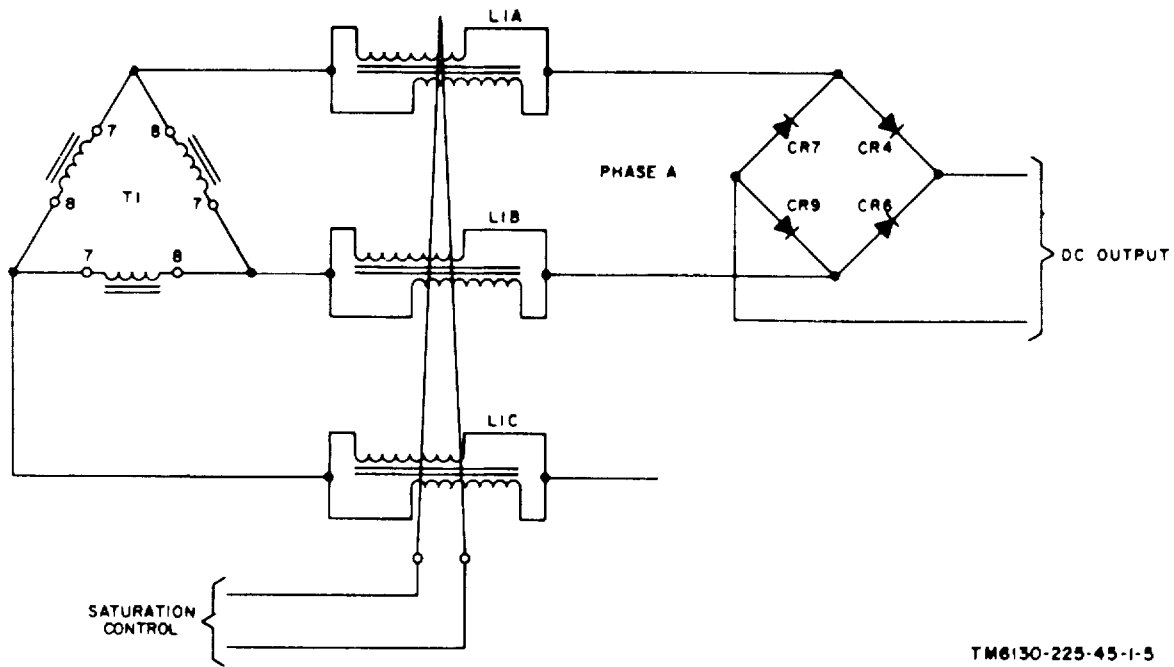 L1A
7
8
CR7
CR4
PHASE A
T1
8
7
CR9
CR6
L1B
7
8
DC OUTPUT
L1C
SATURATION
CONTROL
TM6130-225-45-1-5